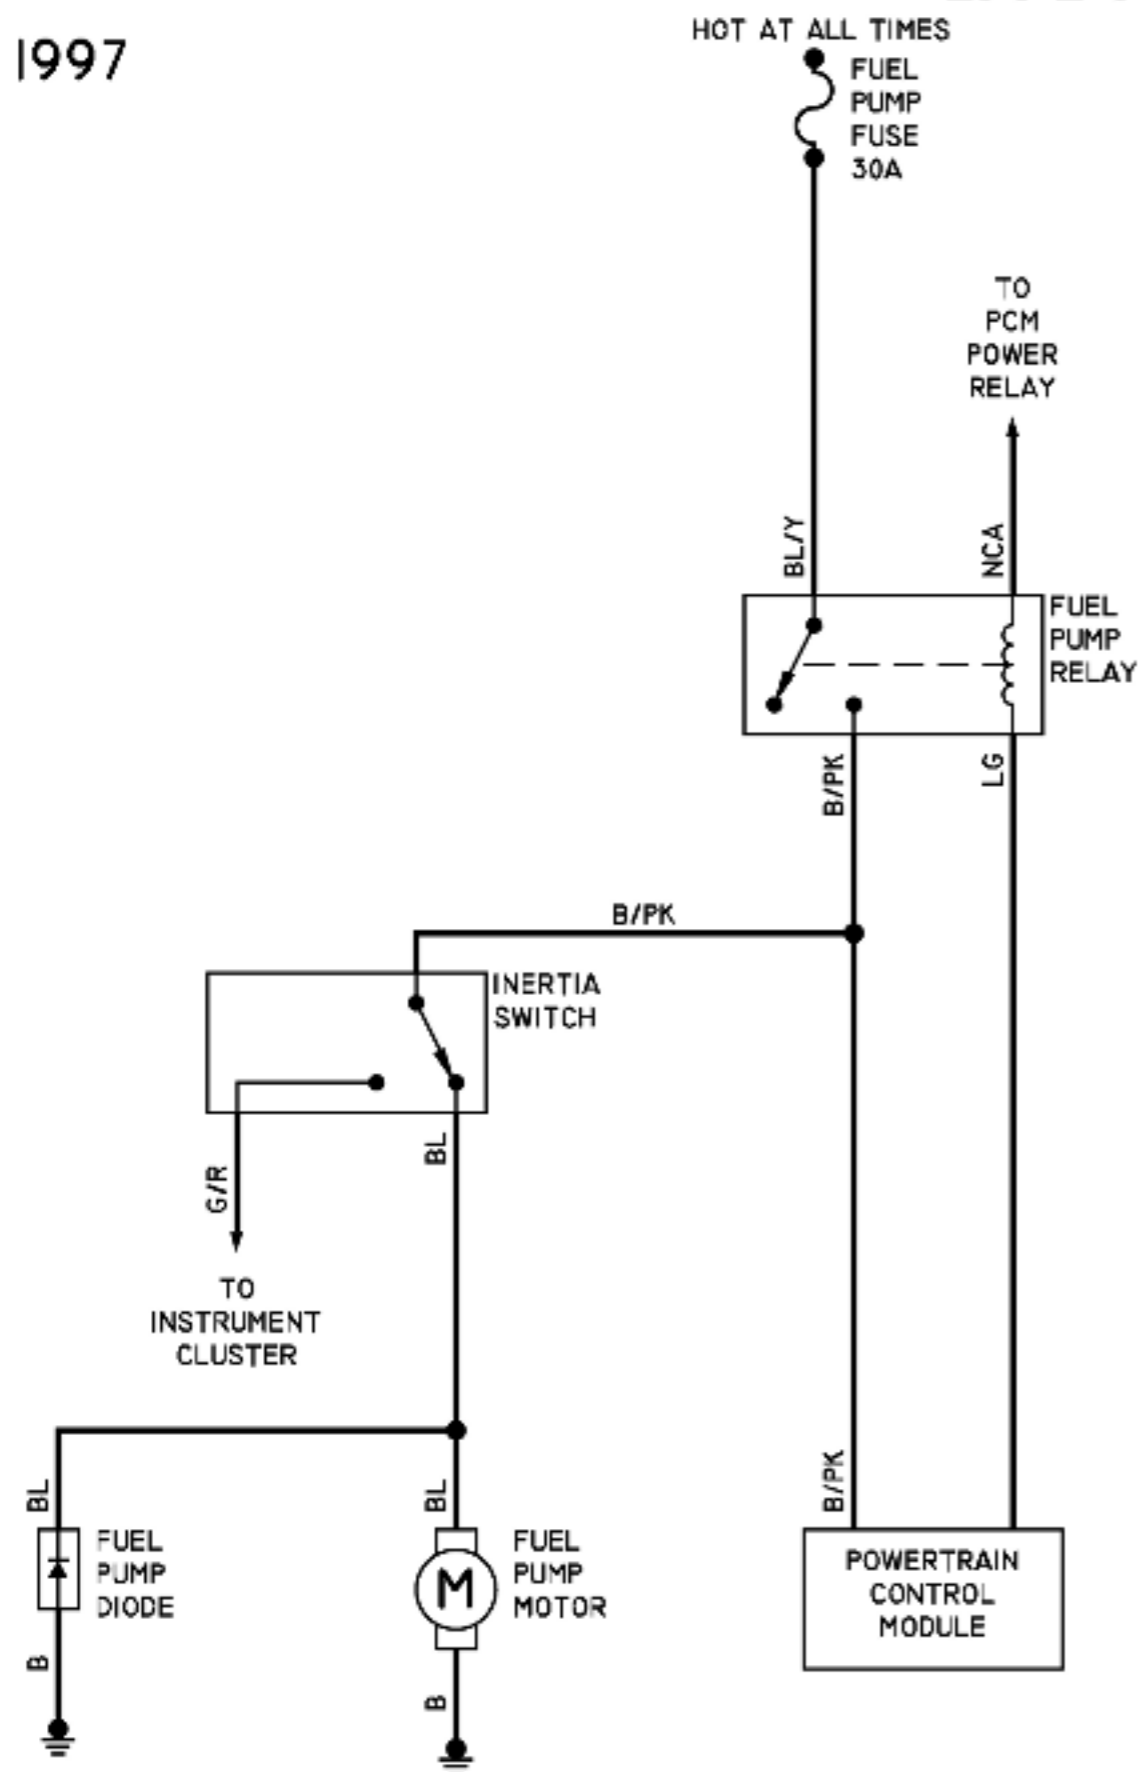 1997
HOT AT ALL TIMES
FUEL
PUMP
FUSE
30A
TO
PCM
POWER
RELAY
BL/Y
NCA
FUEL
PUMP
RELAY
B/PK
LG
B/PK
INERTIA
SWITCH
BL
G/R
TO
INSTRUMENT
CLUSTER
BL
BL
B/PK
FUEL
PUMP
DIODE
M
FUEL
PUMP
MOTOR
POWERTRAIN
CONTROL
MODULE
B
B